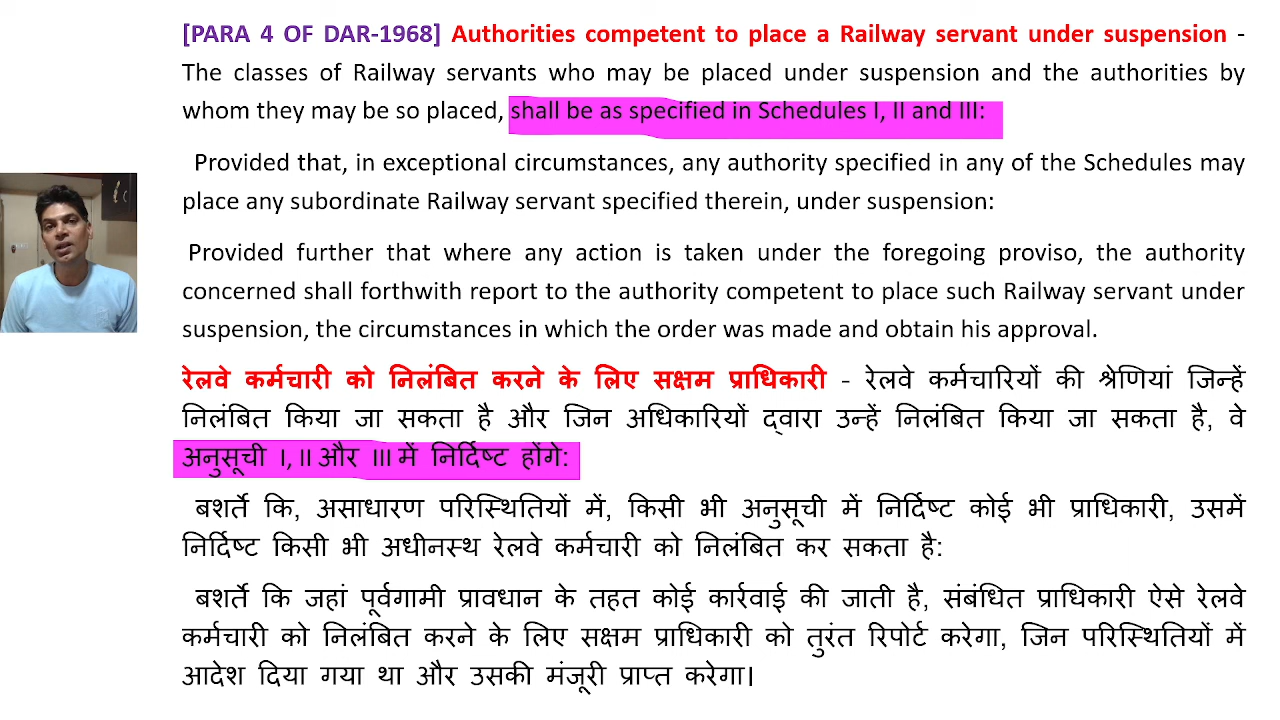 [PARA 4 OF DAR-1968] Authorities competent to place a Railway servant under suspension -
The classes of Railway servants who may be placed under suspension and the authorities by
whom they may be so placed, shall be as specified in Schedules I, II and III:
Provided that, in exceptional circumstances, any authority specified in any of the Schedules may
place any subordinate Railway servant specified therein, under suspension:
Provided further that where any action is taken under the foregoing proviso, the authority
concerned shall forthwith report to the authority competent to place such Railway servant under
suspension, the circumstances in which the order was made and obtain his approval.
रेलवे कर्मचारी को निलंबित करने के लिए सक्षम प्राधिकारी - रेलवे कर्मचारियों की श्रेणियां जिन्हें
निलंबित किया जा सकता है और जिन अधिकारियों द्वारा उन्हें निलंबित किया जा सकता है, वे
अनुसूची I, II और III में निर्दिष्ट होंगे:
बशर्ते कि, असाधारण परिस्थितियों में, किसी भी अनुसूची में निर्दिष्ट कोई भी प्राधिकारी, उसमें
निर्दिष्ट किसी भी अधीनस्थ रेलवे कर्मचारी को निलंबित कर सकता है:
बशर्ते कि जहां पूर्वगामी प्रावधान के तहत कोई कार्रवाई की जाती है, संबंधित प्राधिकारी ऐसे रेलवे
कर्मचारी को निलंबित करने के लिए सक्षम प्राधिकारी को तुरंत रिपोर्ट करेगा, जिन परिस्थितियों में
आदेश दिया गया था और उसकी मंजूरी प्राप्त करेगा।